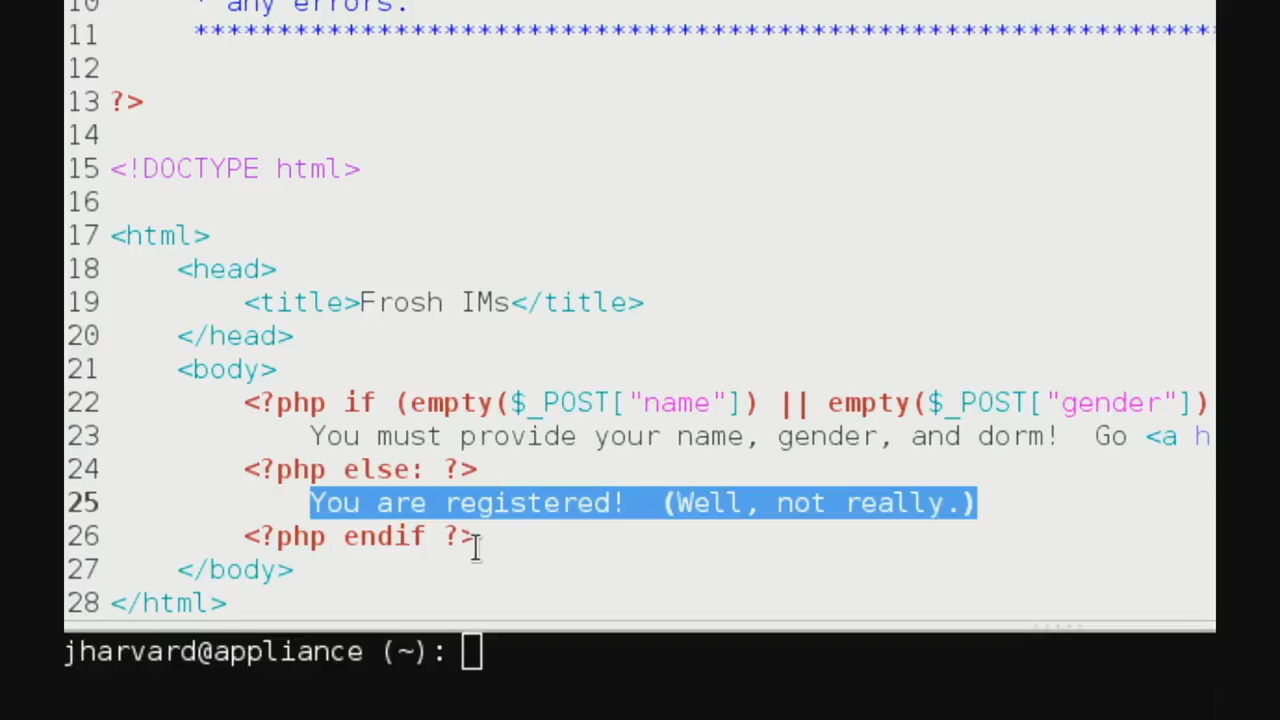 10 * any errors.
11 *************************************************************
12
13 ?>
14
15 <!DOCTYPE html>
16
17 <html>
18 <head>
19 <title>Frosh IMs</title>
20 </head>
21 <body>
22 <?php if (empty($_POST["name"]) || empty($_POST["gender"])
23 You must provide your name, gender, and dorm!  Go <a h
24 <?php else: ?>
25 You are registered!  (Well, not really.)
26 <?php endif ?>
27 </body>
28 </html>
jharvard@appliance (~):